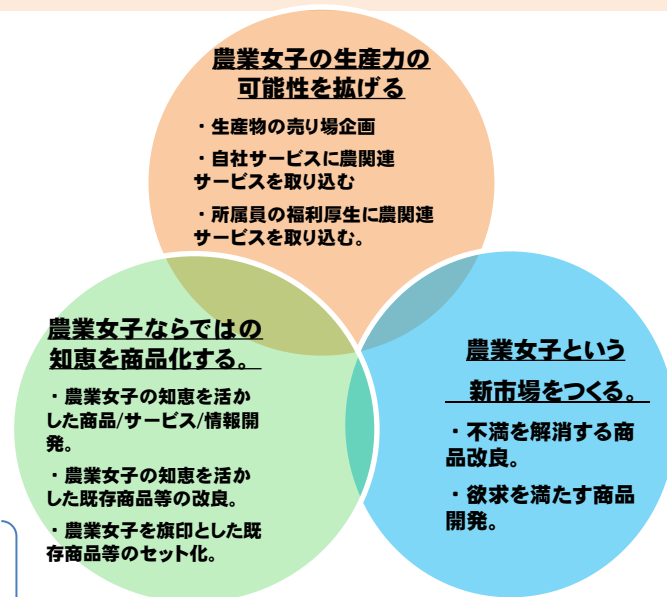 農業女子の生産力の
可能性を拡げる
・生産物の売り場企画
・自社サービスに農関連
サービスを取り込む
・所属員の福利厚生に農関連
サービスを取り込む。
農業女子ならではの
知恵を商品化する。
・農業女子の知恵を活か
した商品/サービス/情報開
発。
・農業女子の知恵を活か
した既存商品等の改良。
・農業女子を旗印とした既
存商品等のセット化。
農業女子という
新市場をつくる。
・不満を解消する商
品改良。
・欲求を満たす商品
開発。